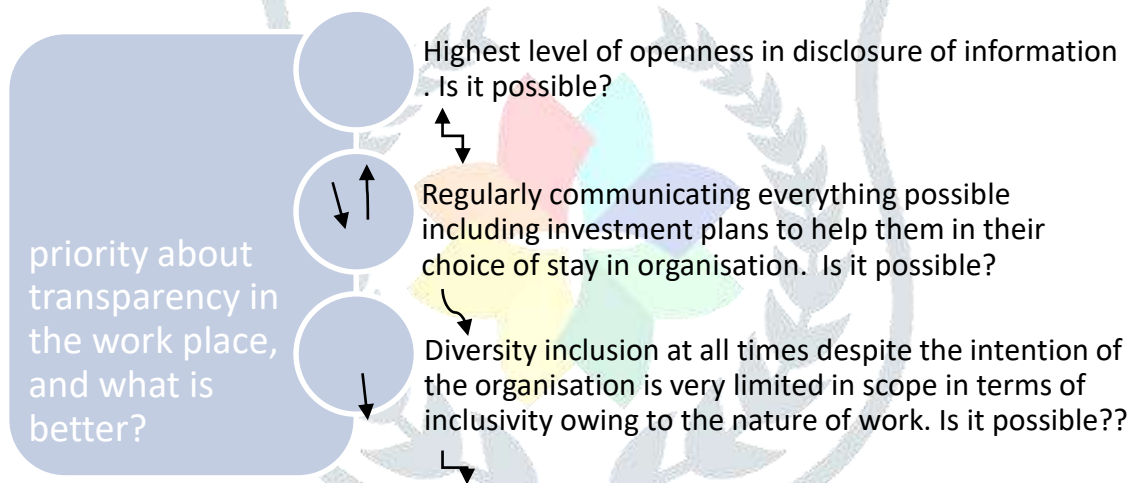 priority about
transparency in
the work place,
and what is
better?
Highest level of openness in disclosure of information
. Is it possible?
Regularly communicating everything possible
including investment plans to help them in their
choice of stay in organisation.  Is it possible?
Diversity inclusion at all times despite the intention of
the organisation is very limited in scope in terms of
inclusivity owing to the nature of work. Is it possible??